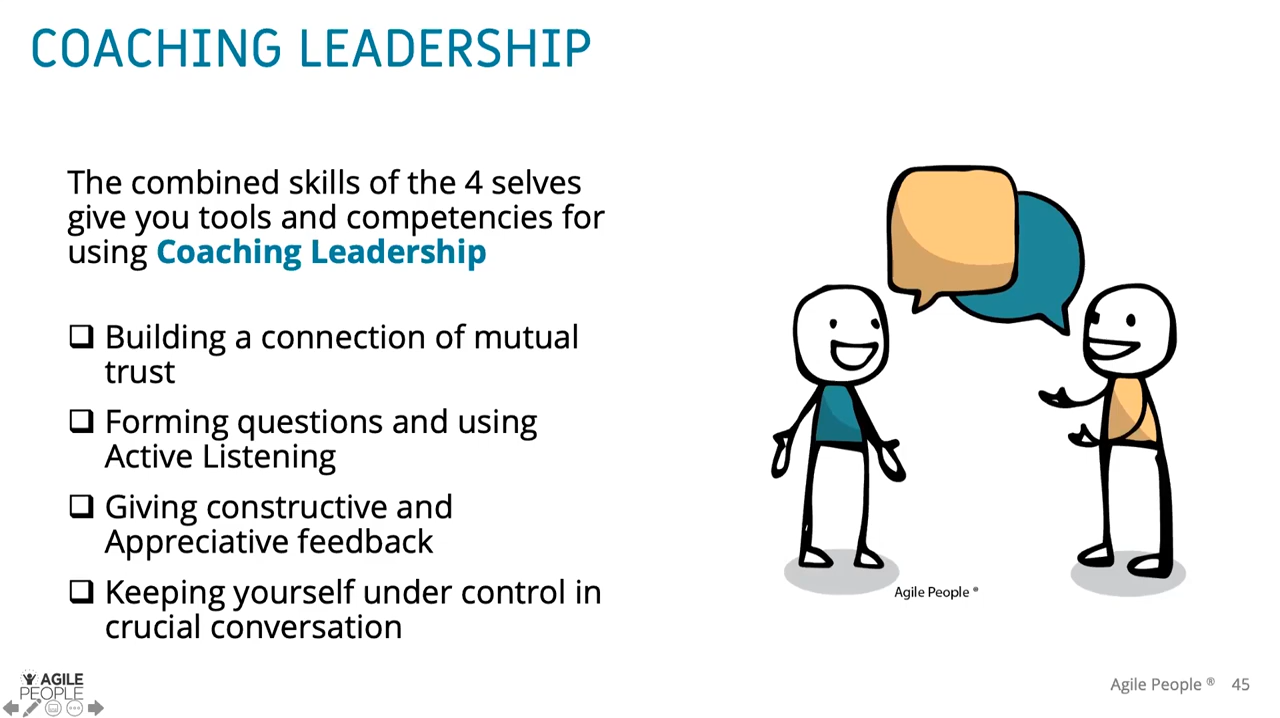 COACHING LEADERSHIP
The combined skills of the 4 selves
give you tools and competencies for
using Coaching Leadership
Building a connection of mutual
trust
Forming questions and using
Active Listening
Giving constructive and
Appreciative feedback
Keeping yourself under control in
crucial conversation
Agile People ®
AGILE
PEOPLE
Agile People ® 45